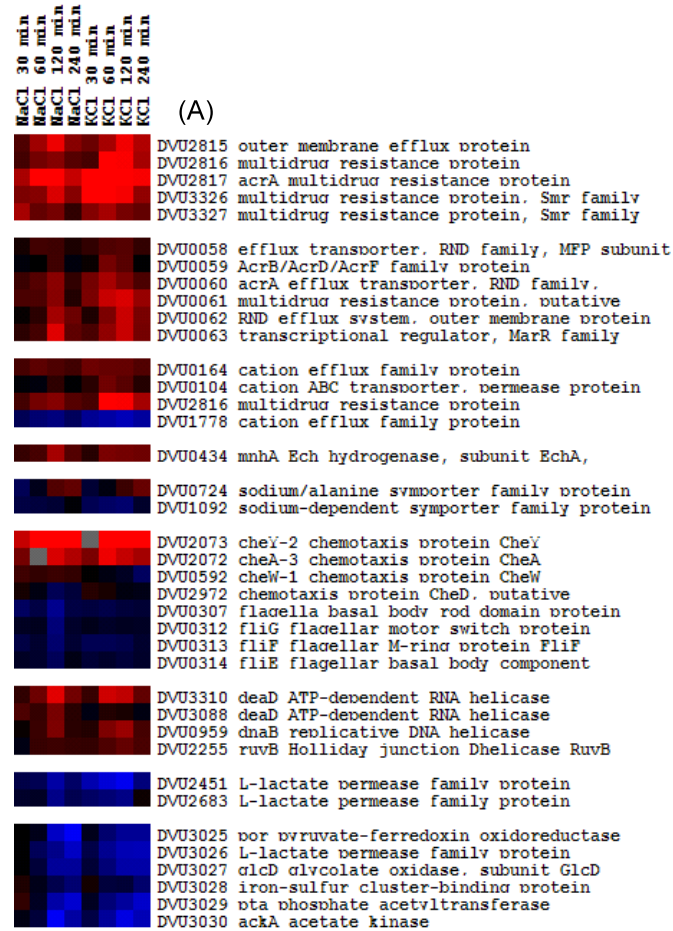 NaCl 30 min
NaCl 60 min
NaCl 120 min
NaCl 240 min
KCl 30 min
KCl 60 min
KCl 120 min
KCl 240 min
(A)
DVU2815 outer membrane efflux protein
DVU2816 multidrug resistance protein
DVU2817 acrA multidrug resistance protein
DVU3326 multidrug resistance protein, Smr family
DVU3327 multidrug resistance protein, Smr family
DVU0058 efflux transporter, RND family, MFP subunit
DVU0059 AcrB/AcrD/AcrF family protein
DVU0060 acrA efflux transporter, RND family,
DVU0061 multidrug resistance protein, putative
DVU0062 RND efflux system, outer membrane protein
DVU0063 transcriptional regulator, MarR family
DVU0164 cation efflux family protein
DVU0104 cation ABC transporter, permease protein
DVU2816 multidrug resistance protein
DVU1778 cation efflux family protein
DVU0434 mnhA Ech hydrogenase, subunit EchA,
DVU0724 sodium/alanine symporter family protein
DVU1092 sodium-dependent symporter family protein
DVU2073 cheY-2 chemotaxis protein CheY
DVU2072 cheA-3 chemotaxis protein CheA
DVU0592 cheW-1 chemotaxis protein CheW
DVU2972 chemotaxis protein CheD, putative
DVU0307 flagella basal body rod domain protein
DVU0312 fliG flagellar motor switch protein
DVU0313 fliF flagellar M-ring protein FliF
DVU0314 fliE flagellar basal body component
DVU3310 deaD ATP-dependent RNA helicase
DVU3088 deaD ATP-dependent RNA helicase
DVU0959 dnaB replicative DNA helicase
DVU2255 ruvB Holliday junction Dhelicase RuvB
DVU2451 L-lactate permease family protein
DVU2683 L-lactate permease family protein
DVU3025 por pyruvate-ferredoxin oxidoreductase
DVU3026 L-lactate permease family protein
DVU3027 glcD glycolate oxidase, subunit GlcD
DVU3028 iron-sulfur cluster-binding protein
DVU3029 pta phosphate acetyltransferase
DVU3030 ackA acetate kinase